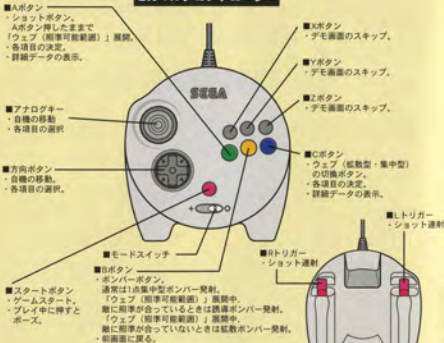 ■Aボタン
・ショットボタン。
Aボタン押したままで
「ウェブ(照準可能範囲)」展開。
・各項目の決定。
・詳細データの表示。
■アナログキー
・自機の移動
・各項目の選択
■方向ボタン
・自機の移動。
・各項目の選択。
■スタートボタン
・ゲームスタート。
・プレイ中に押すと
ポーズ。
SEGA
■モードスイッチ
■Bボタン
・ボンバーボタン。
通常は1点集中型ボンバー発射。
「ウェブ(照準可能範囲)」展開中、
敵に照準が合っているときは誘導ボンバー発射。
「ウェブ(照準可能範囲)」展開中、
敵に照準が合っていないときは拡散ボンバー発射。
・前画面に戻る。
■Xボタン
・デモ画面のスキップ。
■Yボタン
・デモ画面のスキップ。
■Zボタン
・デモ画面のスキップ。
■Cボタン
・ウェブ(拡散型・集中型)
の切換ボタン。
・各項目の決定。
・詳細データの表示。
■Lトリガー
・ショット連射
■Rトリガー
・ショット連射